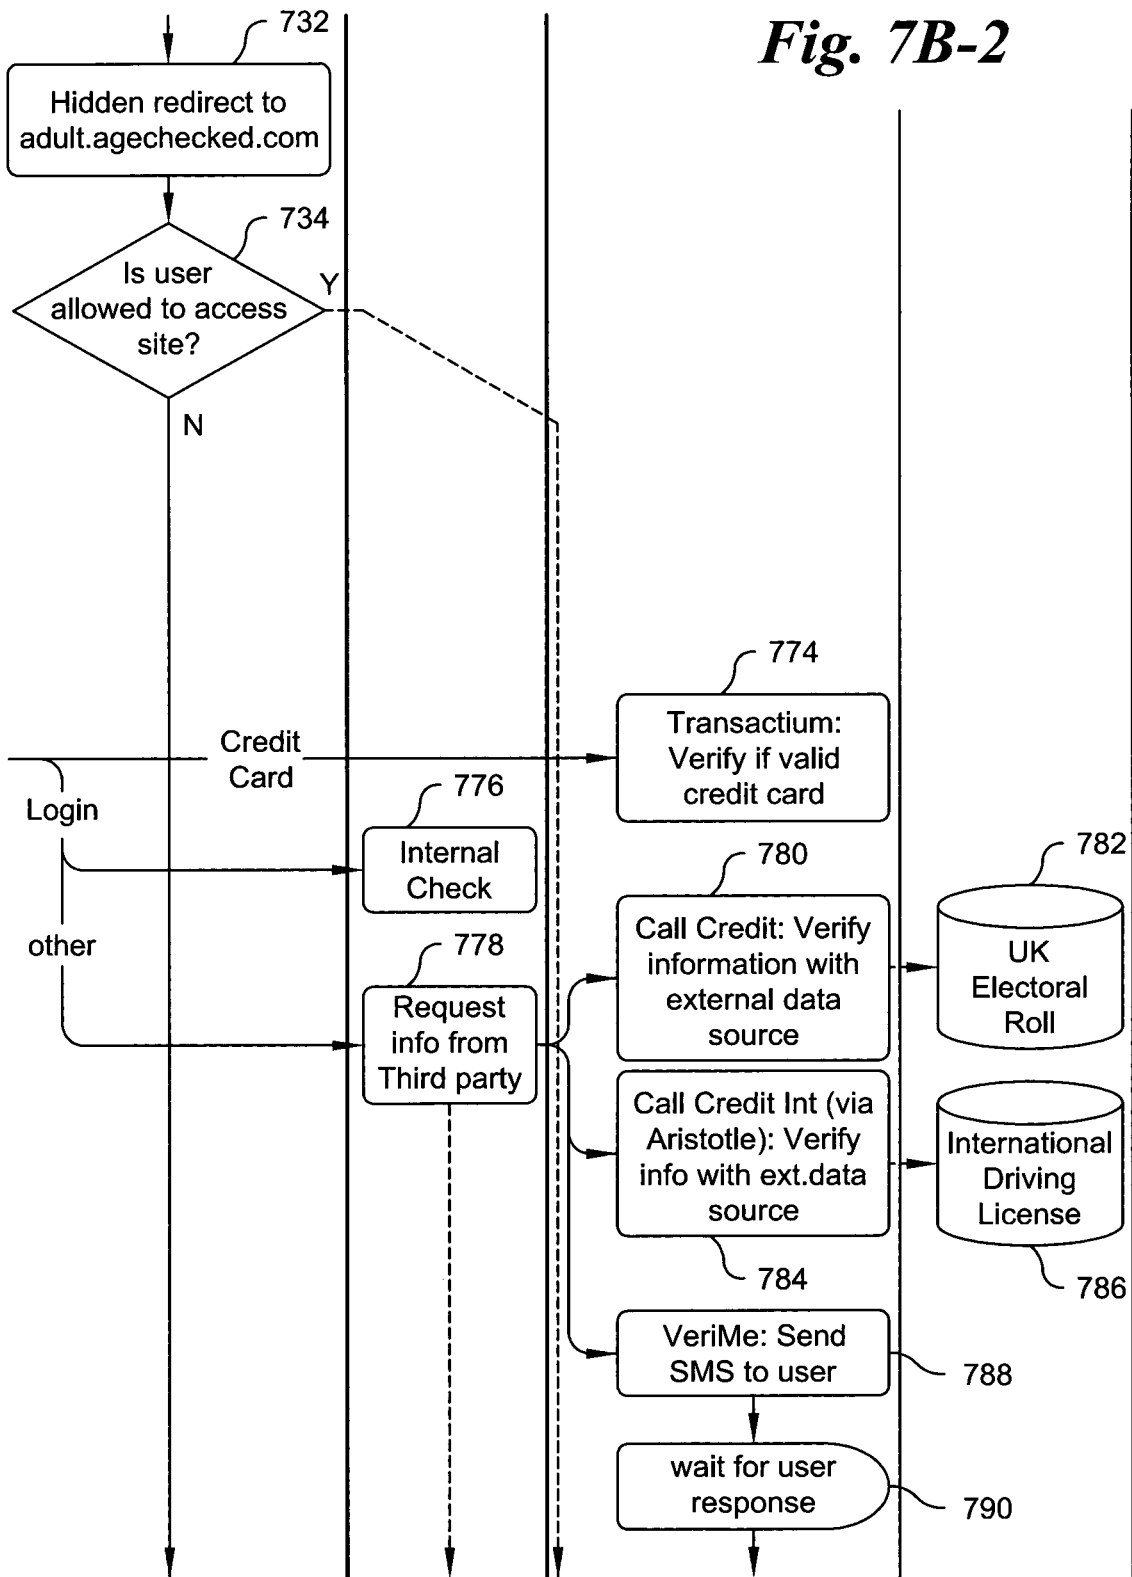 Fig. 7B-2
732
Hidden redirect to
adult.agechecked.com
734
Is user
allowed to access
site?
Y
N
774
Transactium:
Verify if valid
credit card
Credit
Card
Login
776
Internal
Check
other
778
Request
info from
Third party
780
Call Credit: Verify
information with
external data
source
782
UK
Electoral
Roll
Call Credit Int (via
Aristotle): Verify
info with ext.data
source
784
International
Driving
License
786
VeriMe: Send
SMS to user
788
wait for user
response
790